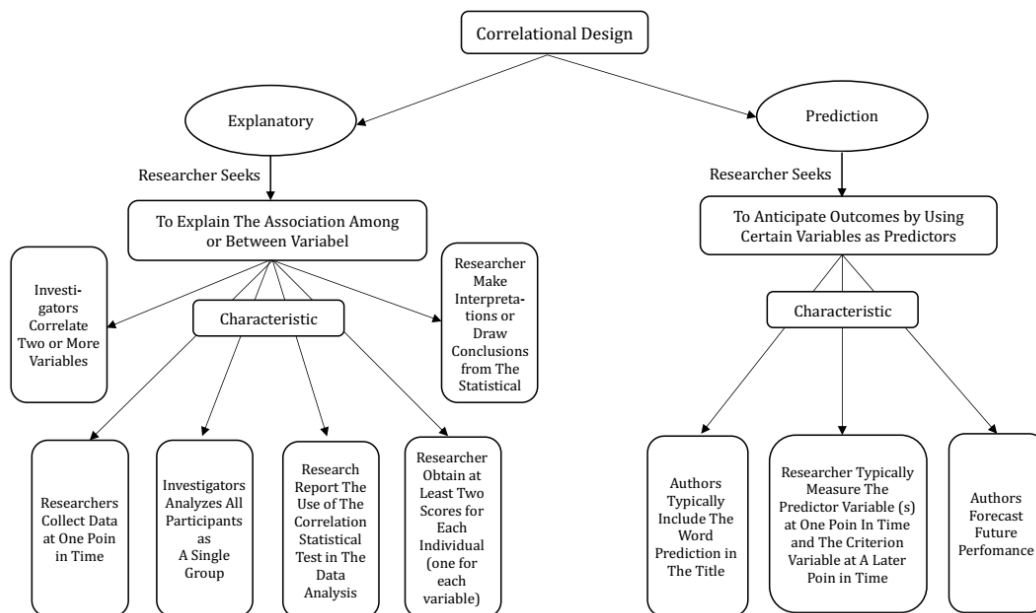 Correlational Design
Explanatory
Prediction
Researcher Seeks
Researcher Seeks
To Explain The Association Among
or Between Variabel
To Anticipate Outcomes by Using
Certain Variables as Predictors
Investi-
gators
Correlate
Two or More
Variables
Characteristic
Researcher
Make
Interpreta-
tions or
Draw
Conclusions
from The
Statistical
Characteristic
Researchers
Collect Data
at One Poin
in Time
Investigators
Analyzes All
Participants
as
A Single
Group
Research
Report The
Use of The
Correlation
Statistical
Test in The
Data
Analysis
Researcher
Obtain at
Least Two
Scores for
Each
Individual
(one for
each
variable)
Authors
Typically
Include The
Word
Prediction in
The Title
Researcher Typically
Measure The
Predictor Variable (s)
at One Poin In Time
and The Criterion
Variable at A Later
Poin in Time
Authors
Forecast
Future
Perfomance